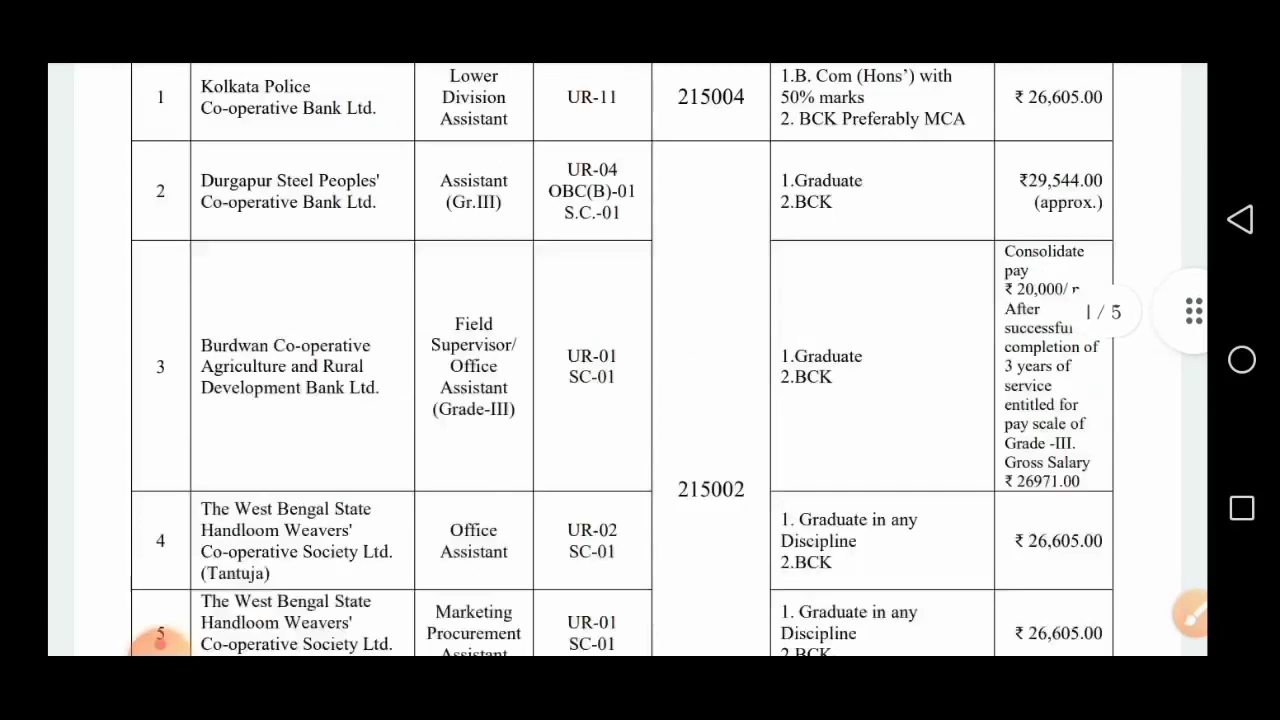 1
Kolkata Police
Co-operative Bank Ltd.
Lower
Division
Assistant
UR-11
215004
1.B. Com (Hons’) with
50% marks
2. BCK Preferably MCA
₹ 26,605.00
2
Durgapur Steel Peoples'
Co-operative Bank Ltd.
Assistant
(Gr.III)
UR-04
OBC(B)-01
S.C.-01
1.Graduate
2.BCK
₹29,544.00
(approx.)
3
Burdwan Co-operative
Agriculture and Rural
Development Bank Ltd.
Field
Supervisor/
Office
Assistant
(Grade-III)
UR-01
SC-01
215002
1.Graduate
2.BCK
Consolidate
pay
₹ 20,000/
After
successful
completion of
3 years of
service
entitled for
pay scale of
Grade -III.
Gross Salary
₹ 26971.00
1 / 5
4
The West Bengal State
Handloom Weavers'
Co-operative Society Ltd.
(Tantuja)
Office
Assistant
UR-02
SC-01
1. Graduate in any
Discipline
2.BCK
₹ 26,605.00
5
The West Bengal State
Handloom Weavers'
Co-operative Society Ltd.
Marketing
Procurement
Assistant
UR-01
SC-01
1. Graduate in any
Discipline
2.BCK
₹ 26,605.00